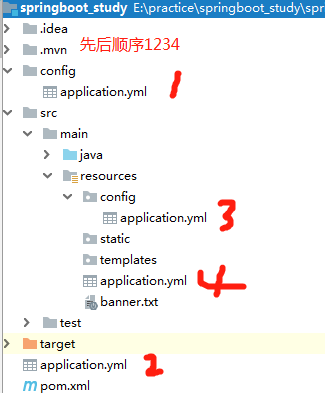 springboot_study E:\practice\springboot_study\spr
.idea
.mvn 先后顺序1234
config
application.yml 1
src
main
java
resources
config
application.yml 3
static
templates
application.yml 4
banner.txt
test
target
application.yml 2
m pom.xml